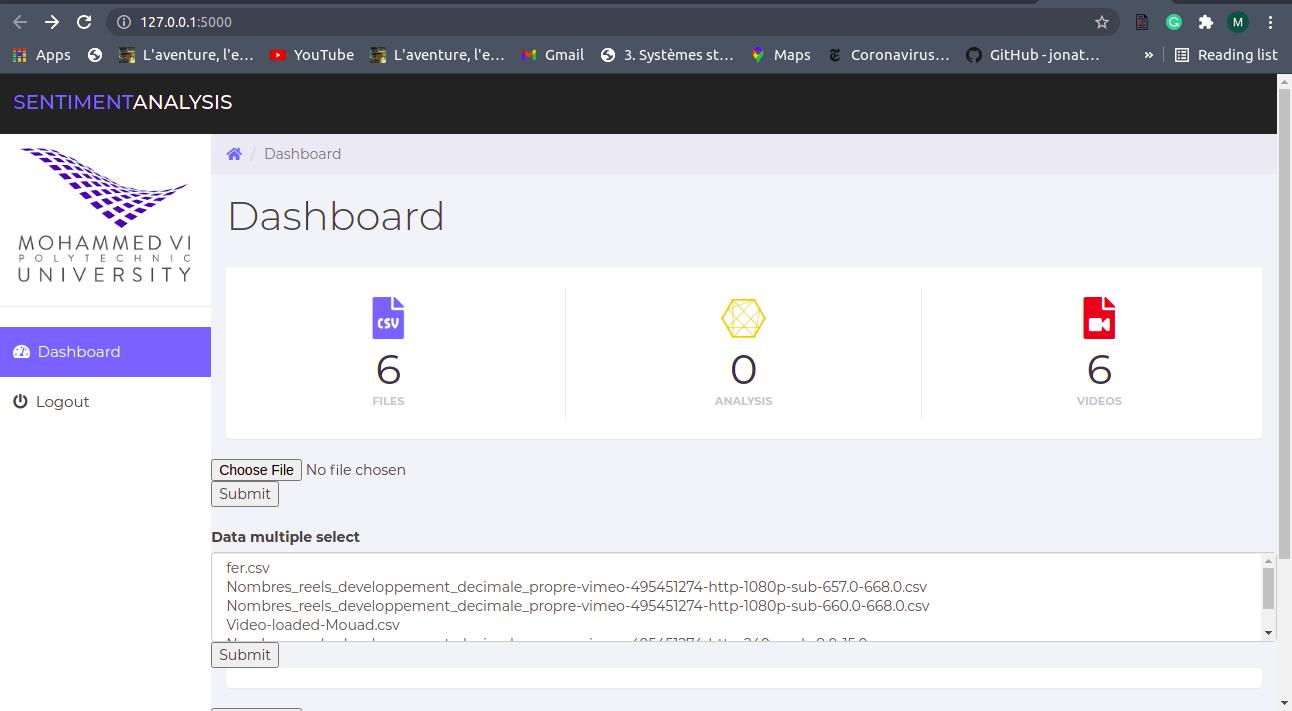 127.0.0.1:5000
M
Apps L'aventure, l'e... YouTube L'aventure, l'e... Gmail 3. Systèmes st... Maps Coronavirus... GitHub - jonat... » Reading list
SENTIMENTANALYSIS
MOHAMMED VI
POLYTECHNIC
UNIVERSITY
Dashboard
Logout
/ Dashboard
Dashboard
CSV
6
FILES
0
ANALYSIS
6
VIDEOS
Choose File No file chosen
Submit
Data multiple select
fer.csv
Nombres_reels_developpement_decimale_propre-vimeo-495451274-http-1080p-sub-657.0-668.0.csv
Nombres_reels_developpement_decimale_propre-vimeo-495451274-http-1080p-sub-660.0-668.0.csv
Video-loaded-Mouad.csv
Submit